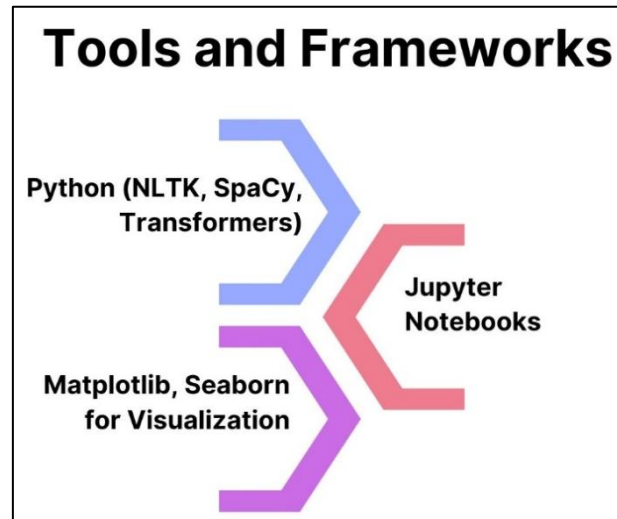 Tools and Frameworks
Python (NLTK, SpaCy,
Transformers)
Jupyter
Notebooks
Matplotlib, Seaborn
for Visualization